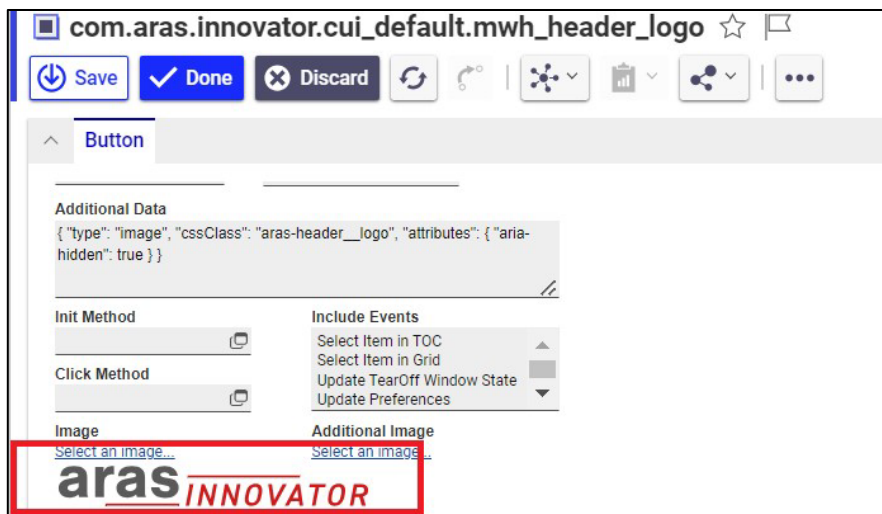 com.aras.innovator.cui_default.mwh_header_logo
Save Done Discard
Button
Additional Data
{ "type": "image", "cssClass": "aras-header__logo", "attributes": { "aria-
hidden": true } }
Init Method Include Events
Select Item in TOC
Select Item in Grid
Click Method Update TearOff Window State
Update Preferences
Image Additional Image
Select an image... Select an image...
aras INNOVATOR